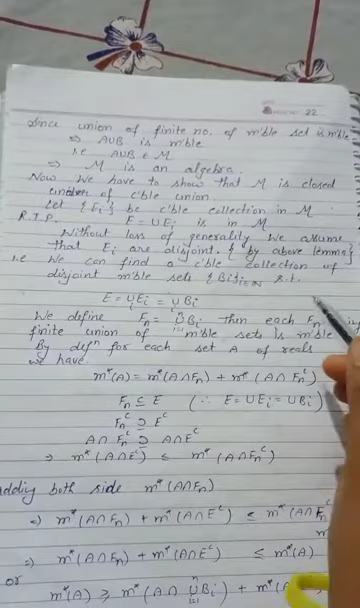 22
Since union of finite no. of m'ble set is m'ble
⇒ A∪B is m'ble
i.e A∪B ∈ M
⇒ M is an algebra.
Now we have to show that M is closed
under of c'ble union.
Let {Ei} be c'ble collection in M
R.T.P. E = ∪Ei is in M
Without loss of generality we assume
that Ei are disjoint. { by above lemma }
i.e We can find a c'ble collection of
disjoint m'ble sets {Bi}i∈N s.t.
E = ∪Ei = ∪Bi
We define Fn = ⋃ⁿi=1 Bi then each Fn
finite union of m'ble sets is m'ble
By defⁿ for each set A of reals
we have.
m*(A) = m*(A∩Fn) + m*(A∩Fnᶜ)
Fn ⊆ E (∵ E = ∪Ei = ∪Bi)
Fnᶜ ⊇ Eᶜ
A∩Fnᶜ ⊇ A∩Eᶜ
⇒ m*(A∩Eᶜ) ≤ m*(A∩Fnᶜ)
adding both side m*(A∩Fn)
⇒ m*(A∩Fn) + m*(A∩Eᶜ) ≤ m*(A∩Fnᶜ
⇒ m*(A∩Fn) + m*(A∩Eᶜ) ≤ m*(A)
or
m*(A) ≥ m*(A∩ ⋃ⁿi=1 Bi) + m*(A